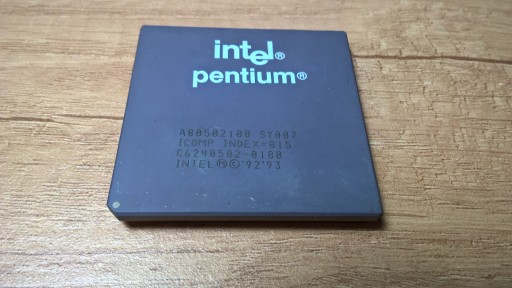 intel®
pentium®
A80502100 SY007
ICOMP INDEX=815
C6240502-0180
INTEL®©'92'93